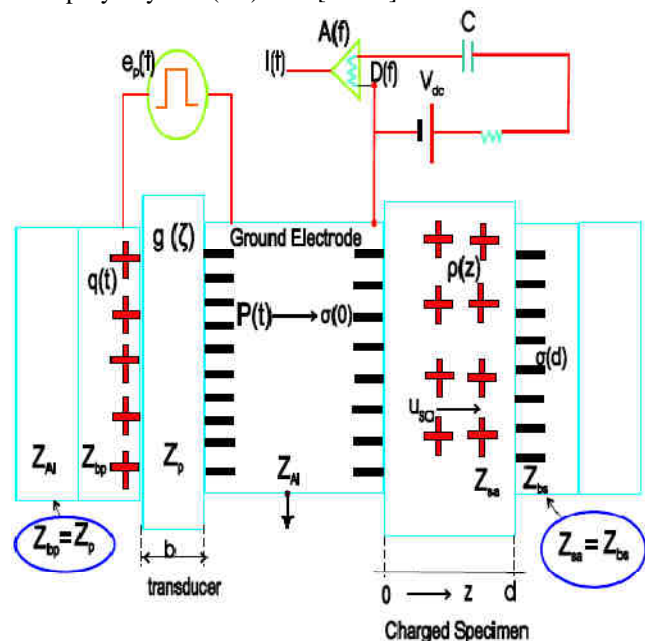 A(f)
C
e_p(t)
I(t)
D(f)
V_dc
g(ζ)
Ground Electrode
q(t)
ρ(z)
P(t)
σ(0)
σ(d)
u_sa
Z_Al
Z_bp
Z_p
Z_Al
Z_sa
Z_bs
Z_bp=Z_p
b
Z_sa = Z_bs
transducer
0
z
d
Charged Specimen